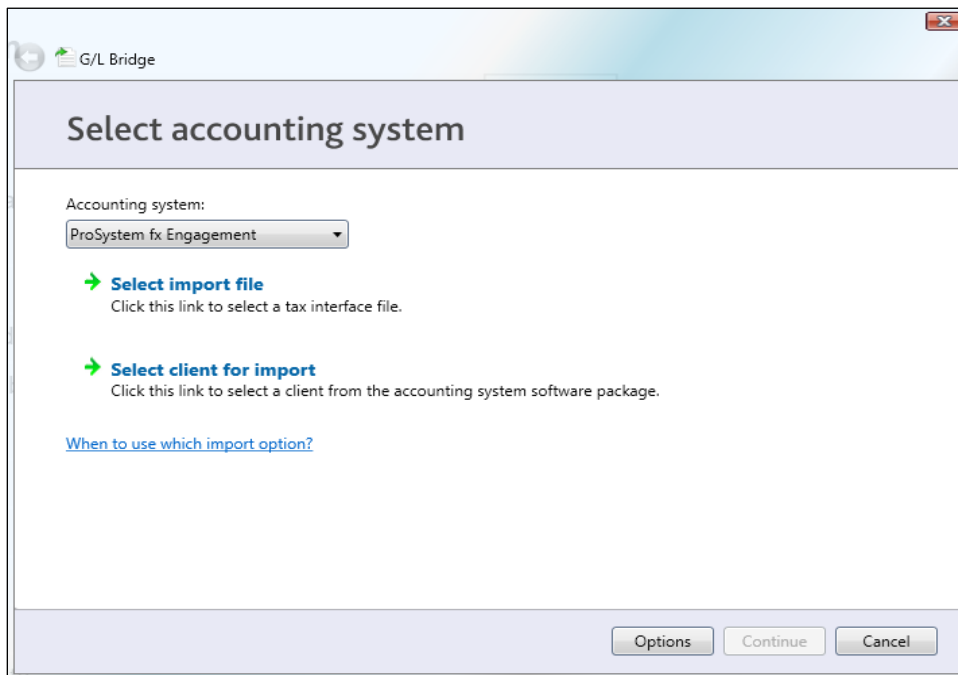 G/L Bridge
Select accounting system
Accounting system:
ProSystem fx Engagement
Select import file
Click this link to select a tax interface file.
Select client for import
Click this link to select a client from the accounting system software package.
When to use which import option?
Options Continue Cancel